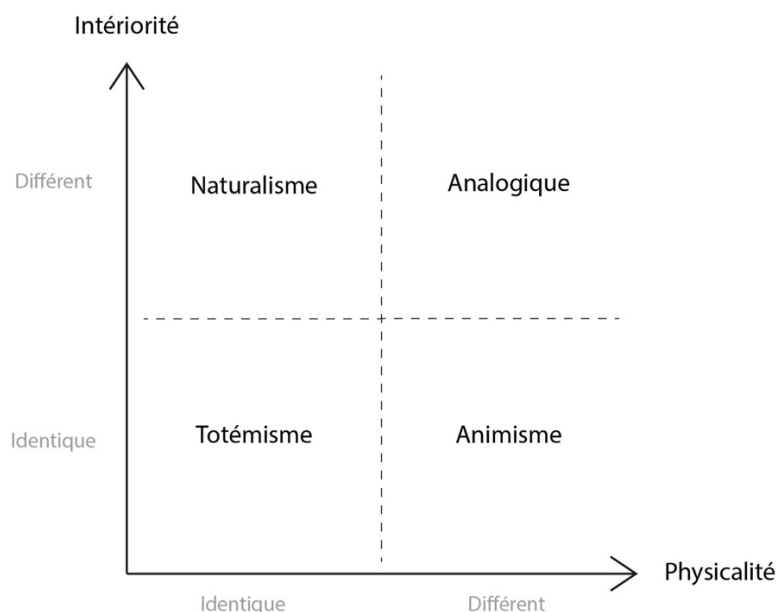 Intériorité
Différent
Naturalisme
Analogique
Identique
Totémisme
Animisme
Physicalité
Identique
Différent